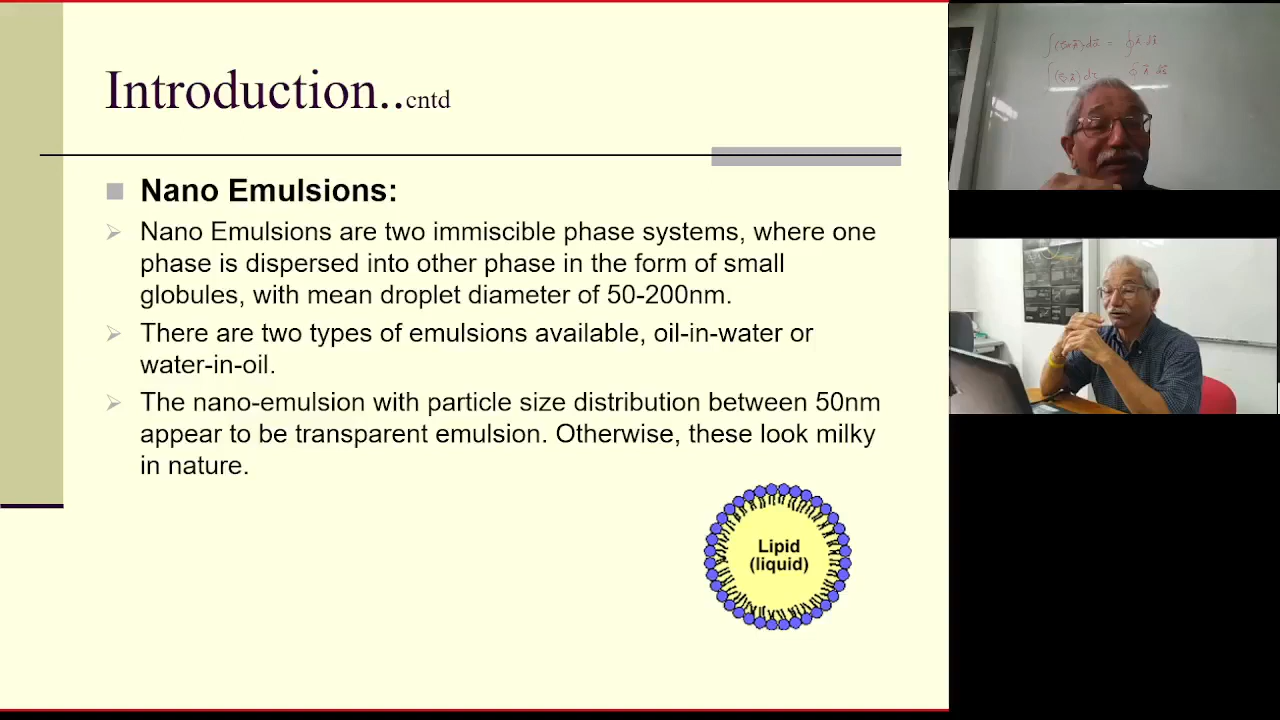 Introduction..cntd
Nano Emulsions:
Nano Emulsions are two immiscible phase systems, where one
phase is dispersed into other phase in the form of small
globules, with mean droplet diameter of 50-200nm.
There are two types of emulsions available, oil-in-water or
water-in-oil.
The nano-emulsion with particle size distribution between 50nm
appear to be transparent emulsion. Otherwise, these look milky
in nature.
Lipid
(liquid)